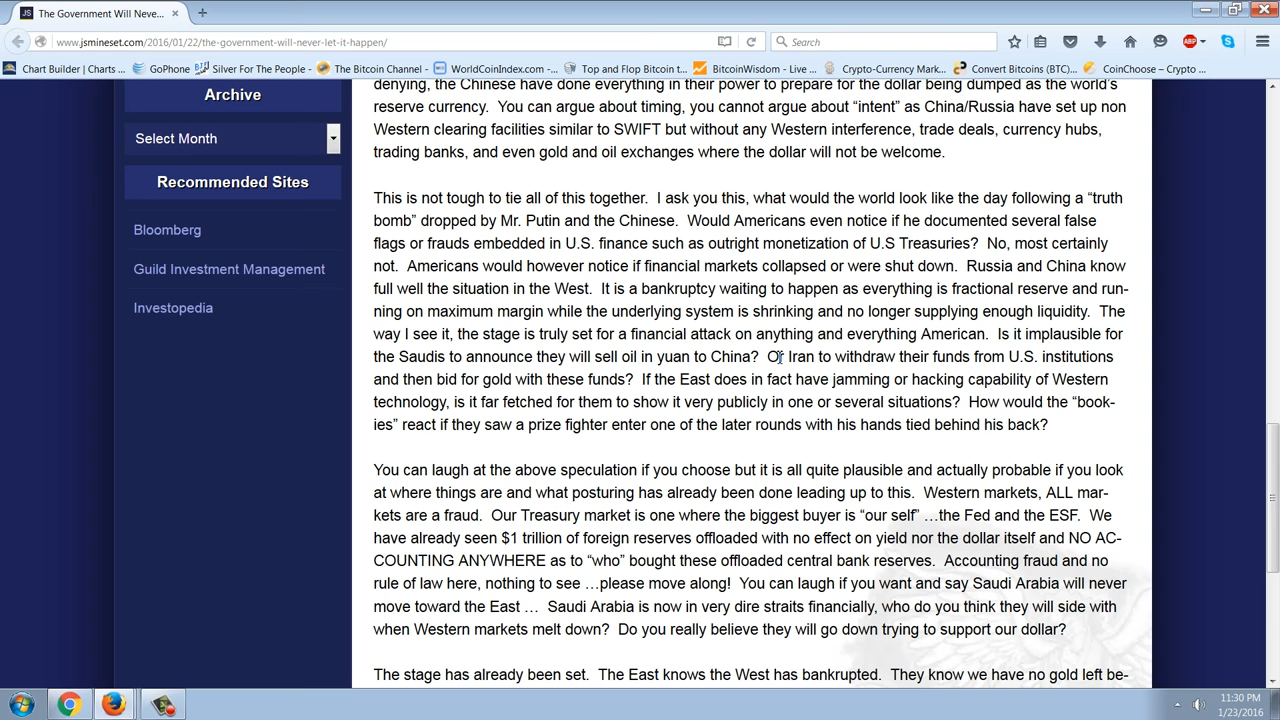 The Government Will Neve...
www.jsmineset.com/2016/01/22/the-government-will-never-let-it-happen/
Search
ABP
Chart Builder | Charts ...
GoPhone
Silver For The People - ...
The Bitcoin Channel - ...
WorldCoinIndex.com -...
Top and Flop Bitcoin t...
BitcoinWisdom - Live ...
Crypto-Currency Mark...
Convert Bitcoins (BTC)...
CoinChoose – Crypto ...
Archive
Select Month
Recommended Sites
Bloomberg
Guild Investment Management
Investopedia
denying, the Chinese have done everything in their power to prepare for the dollar being dumped as the world's
reserve currency.  You can argue about timing, you cannot argue about “intent” as China/Russia have set up non
Western clearing facilities similar to SWIFT but without any Western interference, trade deals, currency hubs,
trading banks, and even gold and oil exchanges where the dollar will not be welcome.
This is not tough to tie all of this together.  I ask you this, what would the world look like the day following a “truth
bomb” dropped by Mr. Putin and the Chinese.  Would Americans even notice if he documented several false
flags or frauds embedded in U.S. finance such as outright monetization of U.S Treasuries?  No, most certainly
not.  Americans would however notice if financial markets collapsed or were shut down.  Russia and China know
full well the situation in the West.  It is a bankruptcy waiting to happen as everything is fractional reserve and run-
ning on maximum margin while the underlying system is shrinking and no longer supplying enough liquidity.  The
way I see it, the stage is truly set for a financial attack on anything and everything American.  Is it implausible for
the Saudis to announce they will sell oil in yuan to China?  Or Iran to withdraw their funds from U.S. institutions
and then bid for gold with these funds?  If the East does in fact have jamming or hacking capability of Western
technology, is it far fetched for them to show it very publicly in one or several situations?  How would the “book-
ies” react if they saw a prize fighter enter one of the later rounds with his hands tied behind his back?
You can laugh at the above speculation if you choose but it is all quite plausible and actually probable if you look
at where things are and what posturing has already been done leading up to this.  Western markets, ALL mar-
kets are a fraud.  Our Treasury market is one where the biggest buyer is “our self” …the Fed and the ESF.  We
have already seen $1 trillion of foreign reserves offloaded with no effect on yield nor the dollar itself and NO AC-
COUNTING ANYWHERE as to “who” bought these offloaded central bank reserves.  Accounting fraud and no
rule of law here, nothing to see …please move along!  You can laugh if you want and say Saudi Arabia will never
move toward the East …  Saudi Arabia is now in very dire straits financially, who do you think they will side with
when Western markets melt down?  Do you really believe they will go down trying to support our dollar?
The stage has already been set.  The East knows the West has bankrupted.  They know we have no gold left be-
11:30 PM
1/23/2016